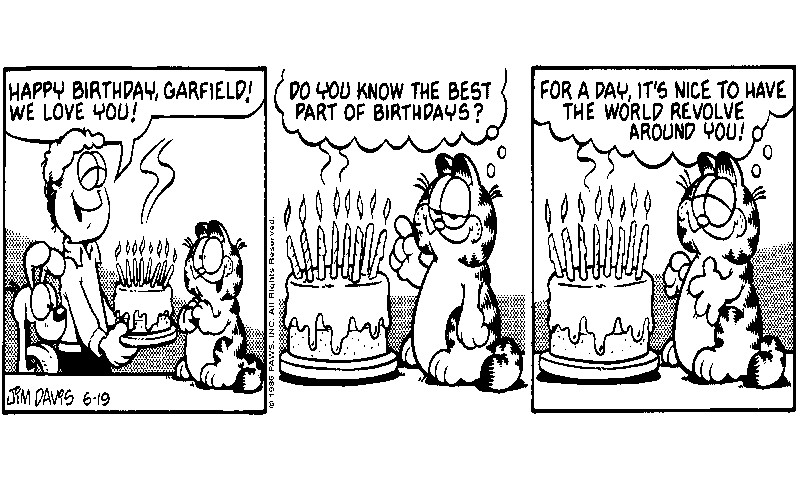 HAPPY BIRTHDAY, GARFIELD!
WE LOVE YOU!
JIM DAVIS 6-19
© 1986 PAWS, INC. All Rights Reserved.
DO YOU KNOW THE BEST
PART OF BIRTHDAYS?
FOR A DAY, IT'S NICE TO HAVE
THE WORLD REVOLVE
AROUND YOU!